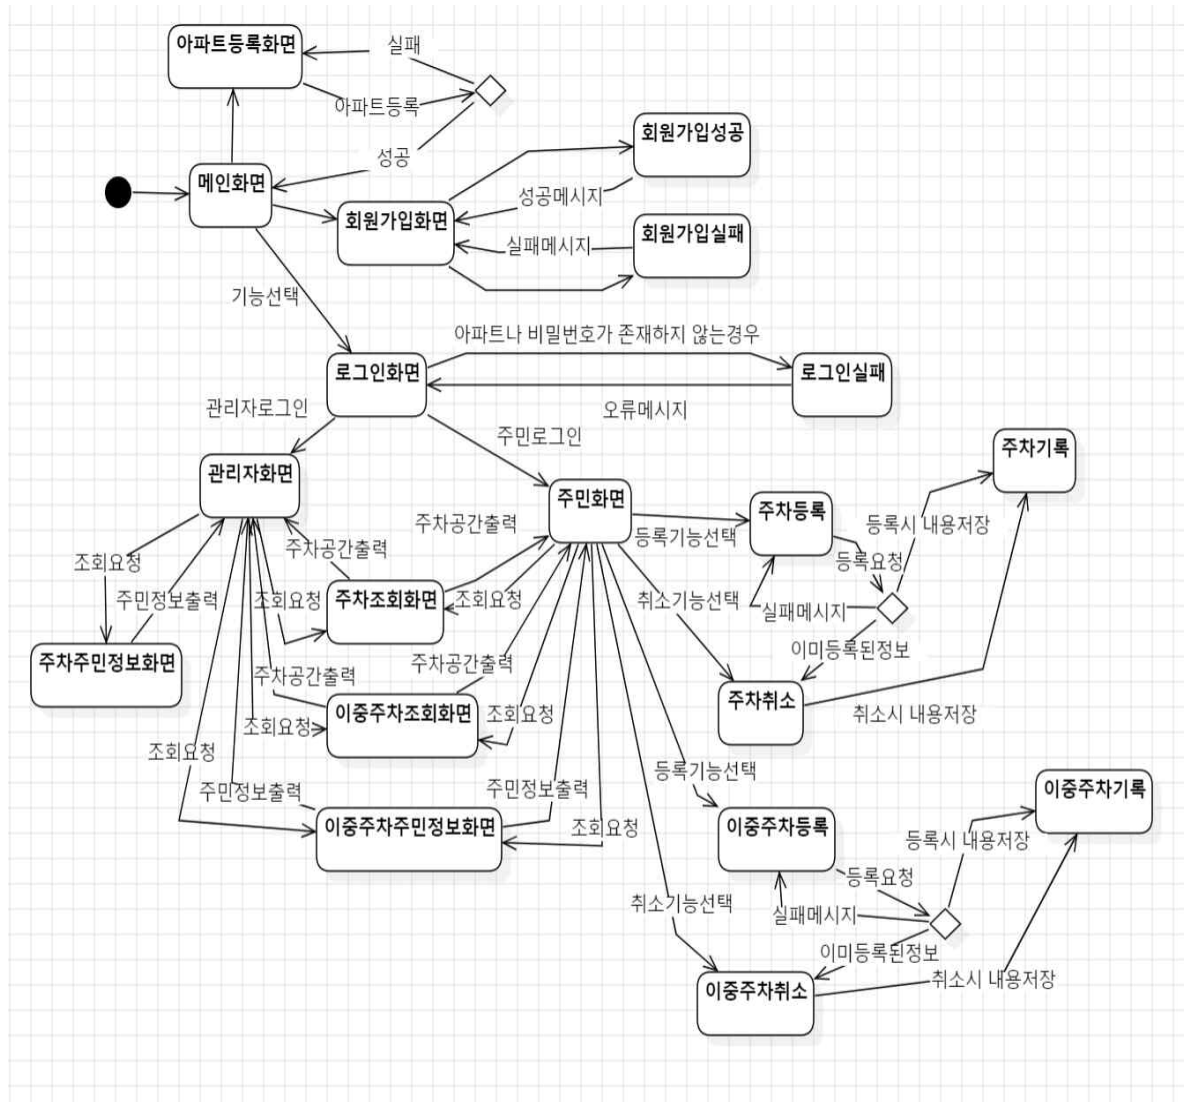 아파트등록화면
실패
아파트등록
성공
메인화면
회원가입화면
회원가입성공
성공메시지
실패메시지
회원가입실패
기능선택
아파트나 비밀번호가 존재하지 않는경우
로그인화면
로그인실패
오류메시지
관리자로그인
주민로그인
관리자화면
주민화면
주차기록
주차등록
주차공간출력
등록기능선택
등록시 내용저장
조회요청
주차공간출력
등록요청
주민정보출력
조회요청
주차조회화면
조회요청
취소기능선택
실패메시지
주차주민정보화면
이미등록된정보
주차공간출력
주차공간출력
주차취소
취소시 내용저장
이중주차조회화면
조회요청
조회요청
조회요청
등록기능선택
주민정보출력
주민정보출력
이중주차기록
이중주차주민정보화면
조회요청
이중주차등록
등록시 내용저장
등록요청
취소기능선택
실패메시지
이미등록된정보
이중주차취소
취소시 내용저장